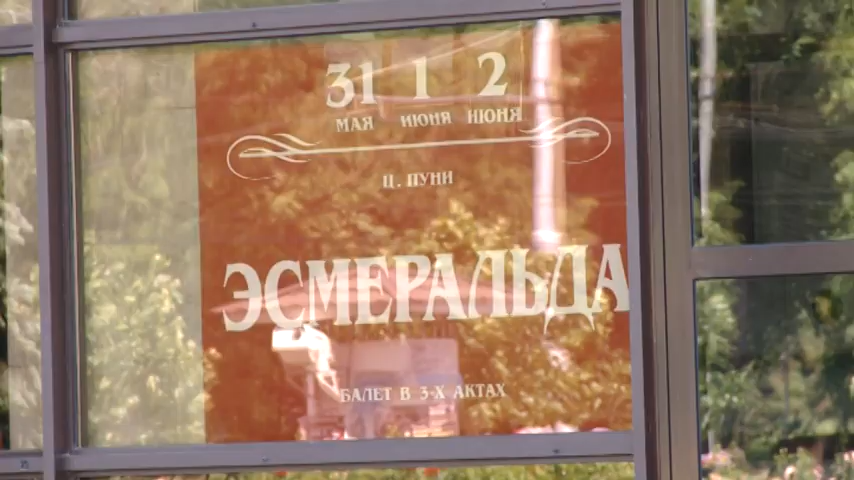 31 1 2
МАЯ ИЮНЯ ИЮНЯ
Ц. ПУНИ
ЭСМЕРАЛЬДА
БАЛЕТ В 3-Х АКТАХ